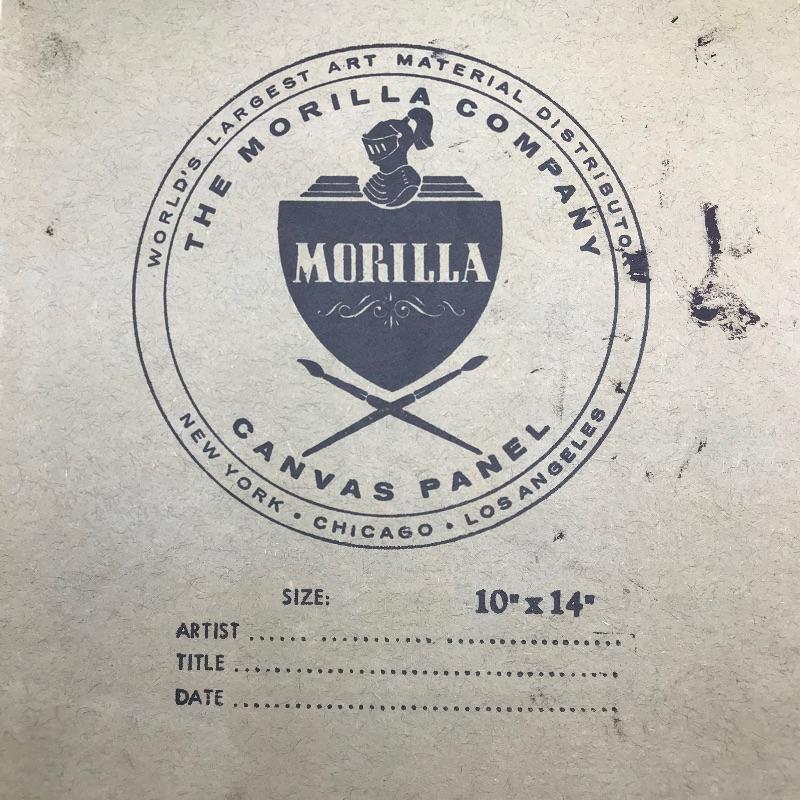 WORLD'S LARGEST ART MATERIAL DISTRIBUTOR
THE MORILLA COMPANY
MORILLA
CANVAS PANEL
NEW YORK • CHICAGO • LOS ANGELES
SIZE: 10" x 14"
ARTIST ...............................................
TITLE ...............................................
DATE ...............................................